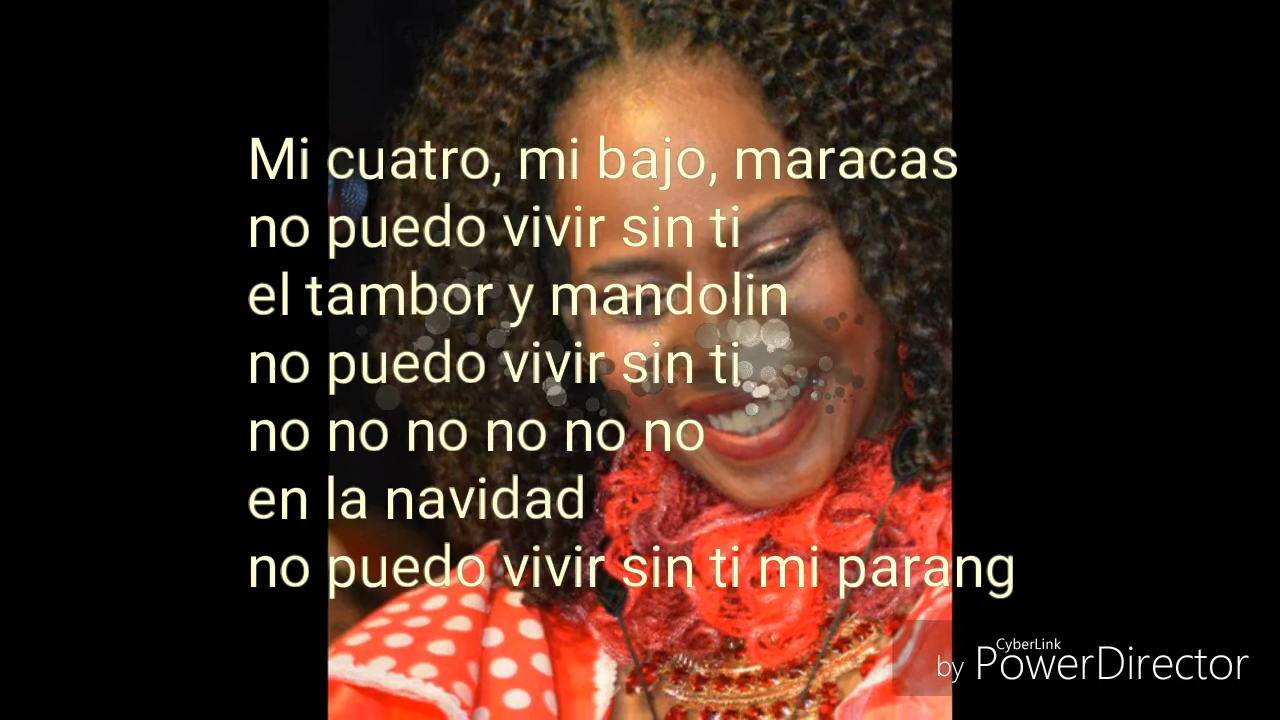 Mi cuatro, mi bajo, maracas
no puedo vivir sin ti
el tambor y mandolin
no puedo vivir sin ti
no no no no no no
en la navidad
no puedo vivir sin ti mi parang
CyberLink
by PowerDirector